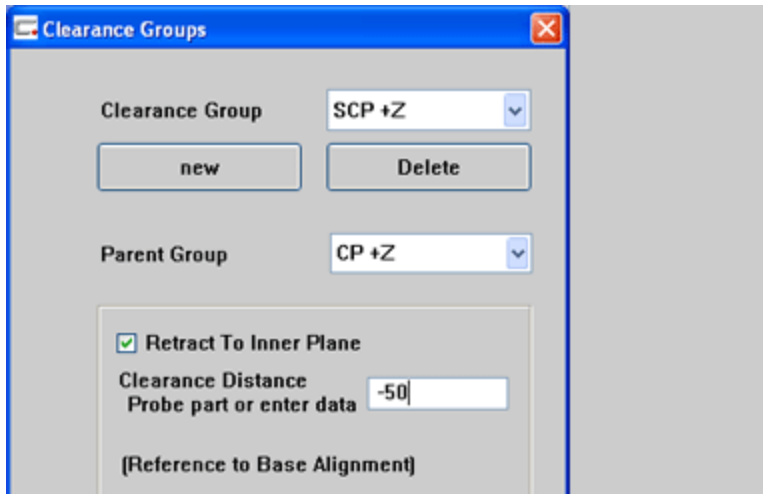 Clearance Groups
Clearance Group SCP +Z
new Delete
Parent Group CP +Z
Retract To Inner Plane
Clearance Distance
Probe part or enter data -50
(Reference to Base Alignment)